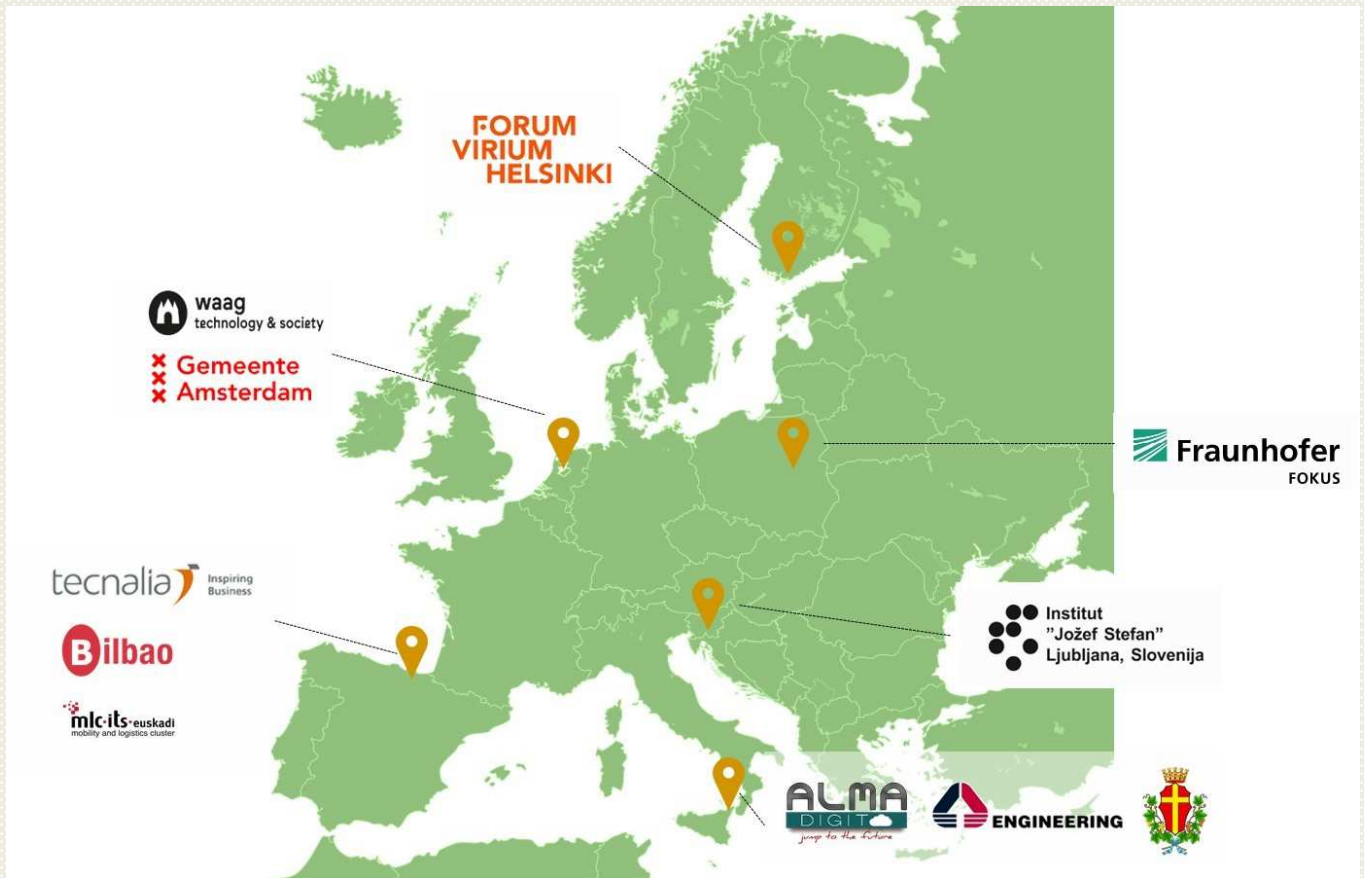 FORUM
VIRIUM
HELSINKI
waag
technology & society
Gemeente
Amsterdam
Fraunhofer
FOKUS
tecnalia Inspiring
Business
Bilbao
mlc·its·euskadi
mobility and logistics cluster
Institut
"Jožef Stefan"
Ljubljana, Slovenija
ALMA
DIGIT
jump to the future
ENGINEERING